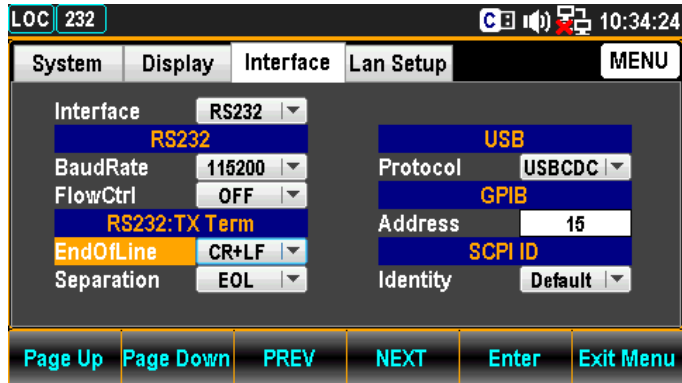 LOC 232 C 10:34:24
System Display Interface Lan Setup MENU
Interface RS232
RS232 USB
BaudRate 115200 Protocol USBCDC
FlowCtrl OFF GPIB
RS232:TX Term Address 15
EndOfLine CR+LF SCPI ID
Separation EOL Identity Default
Page Up Page Down PREV NEXT Enter Exit Menu